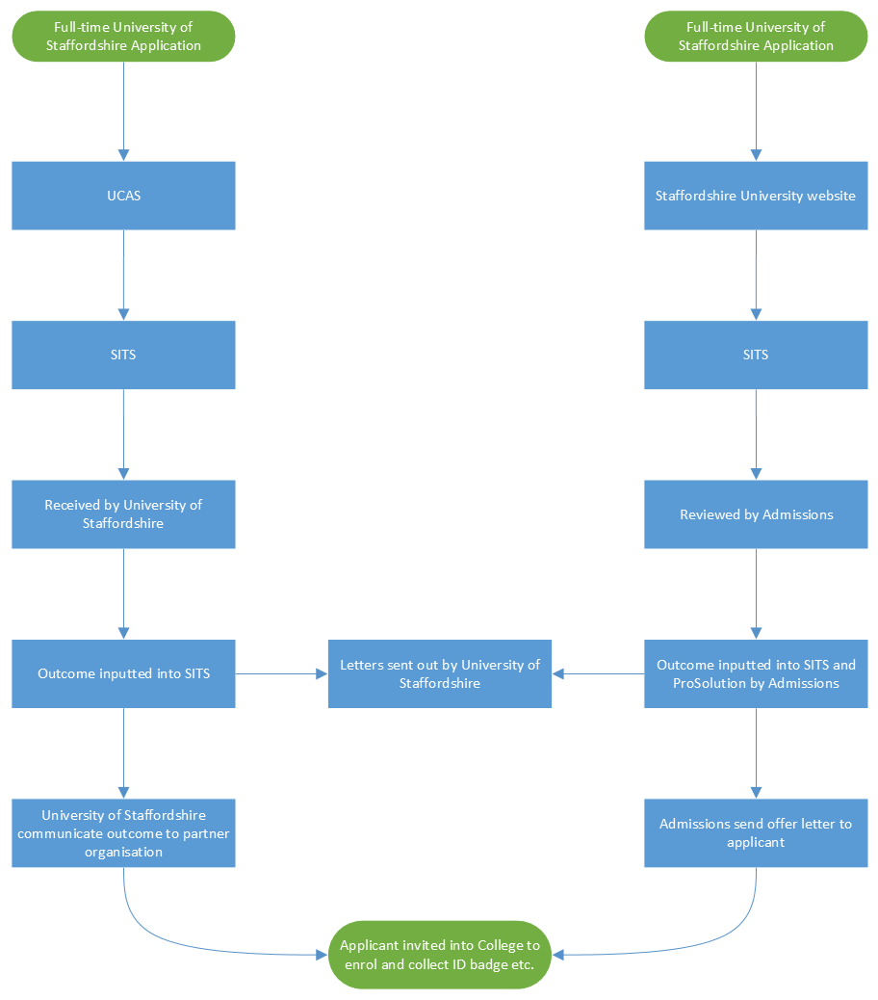 Full-time University of
Staffordshire Application
Full-time University of
Staffordshire Application
UCAS
Staffordshire University website
SITS
SITS
Received by University of
Staffordshire
Reviewed by Admissions
Outcome inputted into SITS
Letters sent out by University of
Staffordshire
Outcome inputted into SITS and
ProSolution by Admissions
University of Staffordshire
communicate outcome to partner
organisation
Admissions send offer letter to
applicant
Applicant invited into College to
enrol and collect ID badge etc.